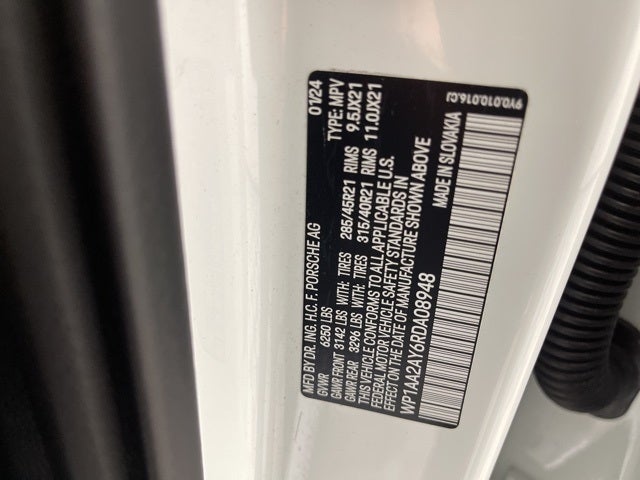 MFD BY DR. ING. H.C. F. PORSCHE AG 01/24
GVWR 6250 LBS TYPE: MPV
GAWR FRONT 3142 LBS WITH: TIRES 285/45R21 RIMS 9.5JX21
GAWR REAR 3296 LBS WITH: TIRES 315/40R21 RIMS 11.0JX21
THIS VEHICLE CONFORMS TO ALL APPLICABLE U.S.
FEDERAL MOTOR VEHICLE SAFETY STANDARDS IN
EFFECT ON THE DATE OF MANUFACTURE SHOWN ABOVE
WP1AA2AY6RDA08948 MADE IN SLOVAKIA
9Y0.010.016.CJ